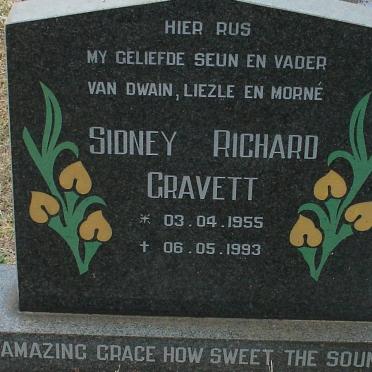 HIER RUS
MY GELIEFDE SEUN EN VADER
VAN DWAIN, LIEZLE EN MORNÉ
SIDNEY RICHARD
GRAVETT
* 03.04.1955
† 06.05.1993
AMAZING GRACE HOW SWEET THE SOUN